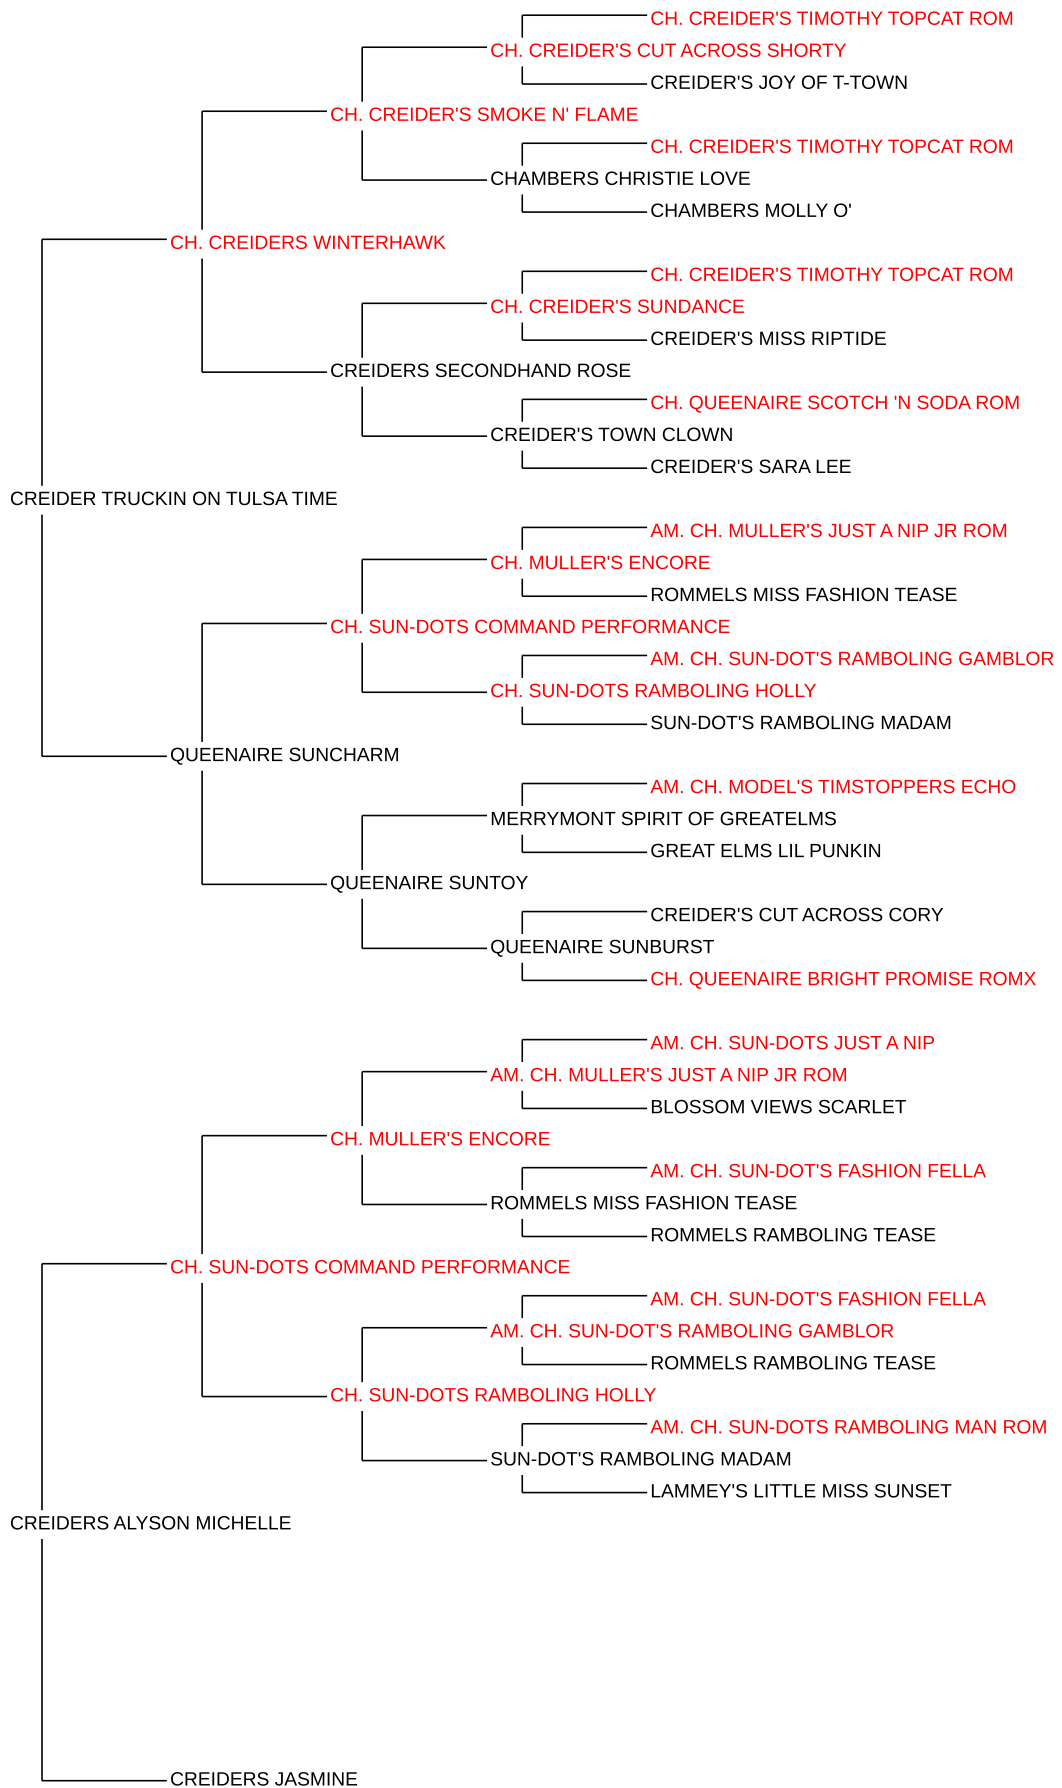 CH. CREIDER'S TIMOTHY TOPCAT ROM
CH. CREIDER'S CUT ACROSS SHORTY
CREIDER'S JOY OF T-TOWN
CH. CREIDER'S SMOKE N' FLAME
CH. CREIDER'S TIMOTHY TOPCAT ROM
CHAMBERS CHRISTIE LOVE
CHAMBERS MOLLY O'
CH. CREIDERS WINTERHAWK
CH. CREIDER'S TIMOTHY TOPCAT ROM
CH. CREIDER'S SUNDANCE
CREIDER'S MISS RIPTIDE
CREIDERS SECONDHAND ROSE
CH. QUEENAIRE SCOTCH 'N SODA ROM
CREIDER'S TOWN CLOWN
CREIDER'S SARA LEE
CREIDER TRUCKIN ON TULSA TIME
AM. CH. MULLER'S JUST A NIP JR ROM
CH. MULLER'S ENCORE
ROMMELS MISS FASHION TEASE
CH. SUN-DOTS COMMAND PERFORMANCE
AM. CH. SUN-DOT'S RAMBOLING GAMBLOR
CH. SUN-DOTS RAMBOLING HOLLY
SUN-DOT'S RAMBOLING MADAM
QUEENAIRE SUNCHARM
AM. CH. MODEL'S TIMSTOPPERS ECHO
MERRYMONT SPIRIT OF GREATELMS
GREAT ELMS LIL PUNKIN
QUEENAIRE SUNTOY
CREIDER'S CUT ACROSS CORY
QUEENAIRE SUNBURST
CH. QUEENAIRE BRIGHT PROMISE ROMX
AM. CH. SUN-DOTS JUST A NIP
AM. CH. MULLER'S JUST A NIP JR ROM
BLOSSOM VIEWS SCARLET
CH. MULLER'S ENCORE
AM. CH. SUN-DOT'S FASHION FELLA
ROMMELS MISS FASHION TEASE
ROMMELS RAMBOLING TEASE
CH. SUN-DOTS COMMAND PERFORMANCE
AM. CH. SUN-DOT'S FASHION FELLA
AM. CH. SUN-DOT'S RAMBOLING GAMBLOR
ROMMELS RAMBOLING TEASE
CH. SUN-DOTS RAMBOLING HOLLY
AM. CH. SUN-DOTS RAMBOLING MAN ROM
SUN-DOT'S RAMBOLING MADAM
LAMMEY'S LITTLE MISS SUNSET
CREIDERS ALYSON MICHELLE
CREIDERS JASMINE